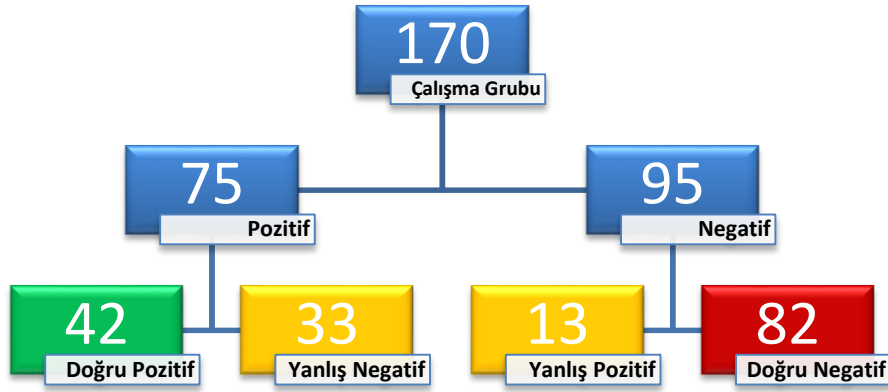 170
Çalışma Grubu
75
Pozitif
95
Negatif
42
Doğru Pozitif
33
Yanlış Negatif
13
Yanlış Pozitif
82
Doğru Negatif